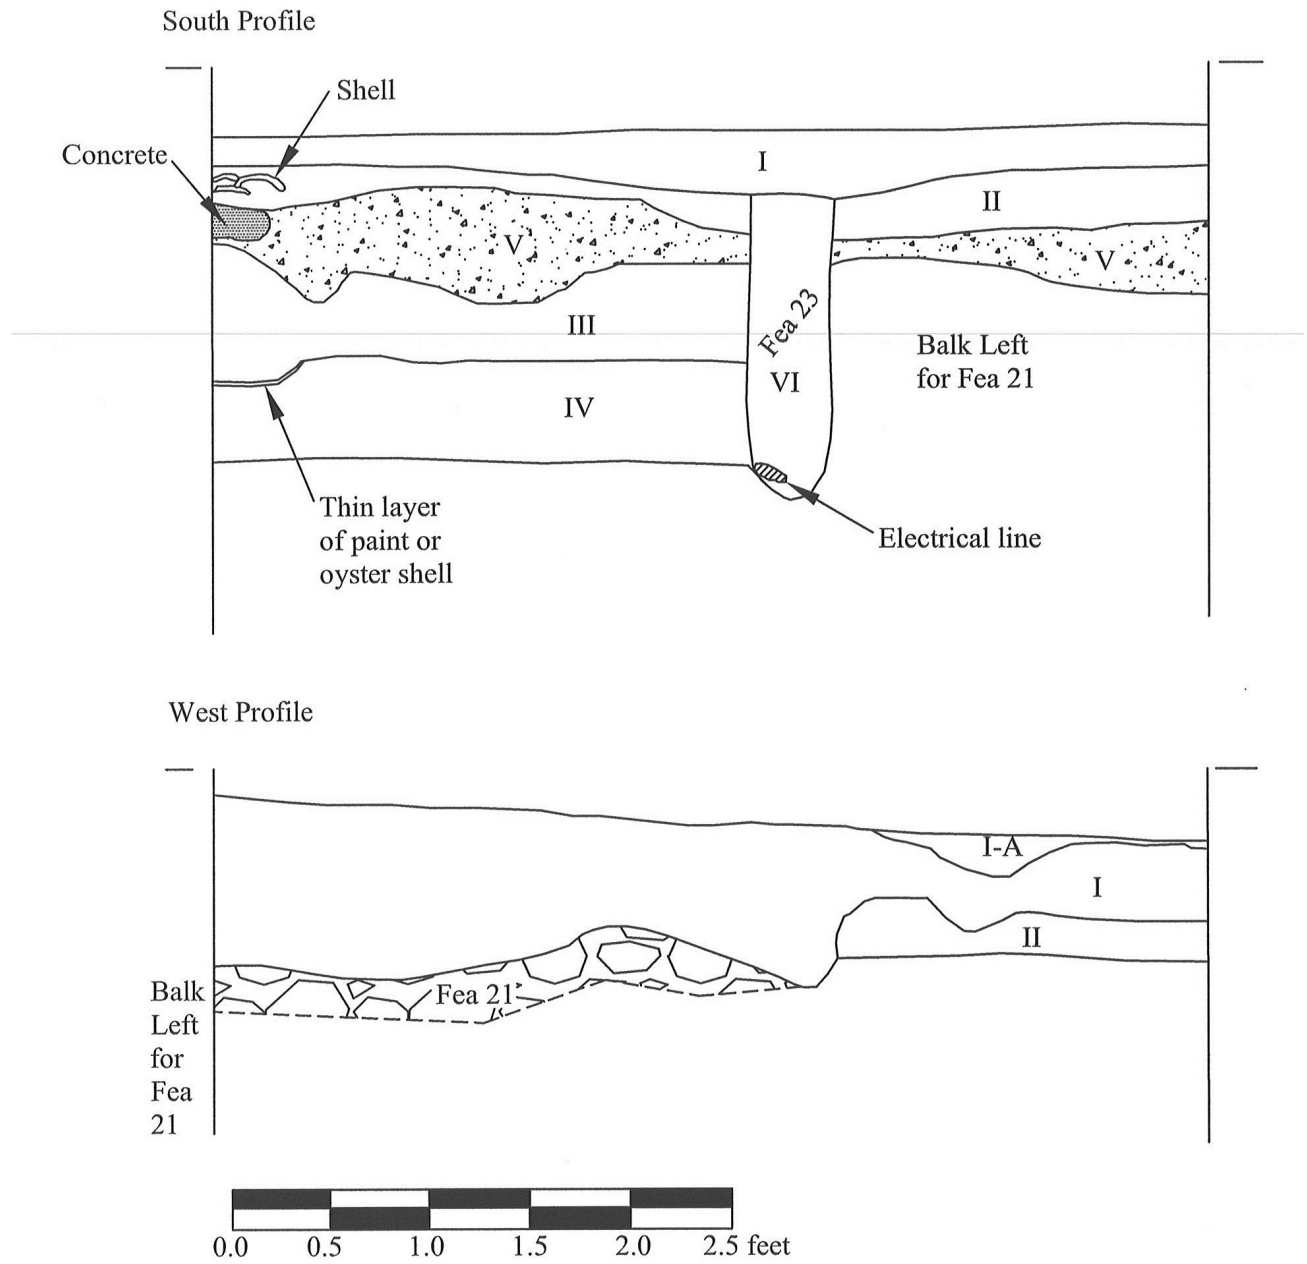 South Profile
Shell
Concrete
I
II
V
V
Fea 23
III
Balk Left
for Fea 21
VI
IV
Thin layer
of paint or
oyster shell
Electrical line
West Profile
I-A
I
II
Balk
Left
for
Fea
21
Fea 21
0.0 0.5 1.0 1.5 2.0 2.5 feet